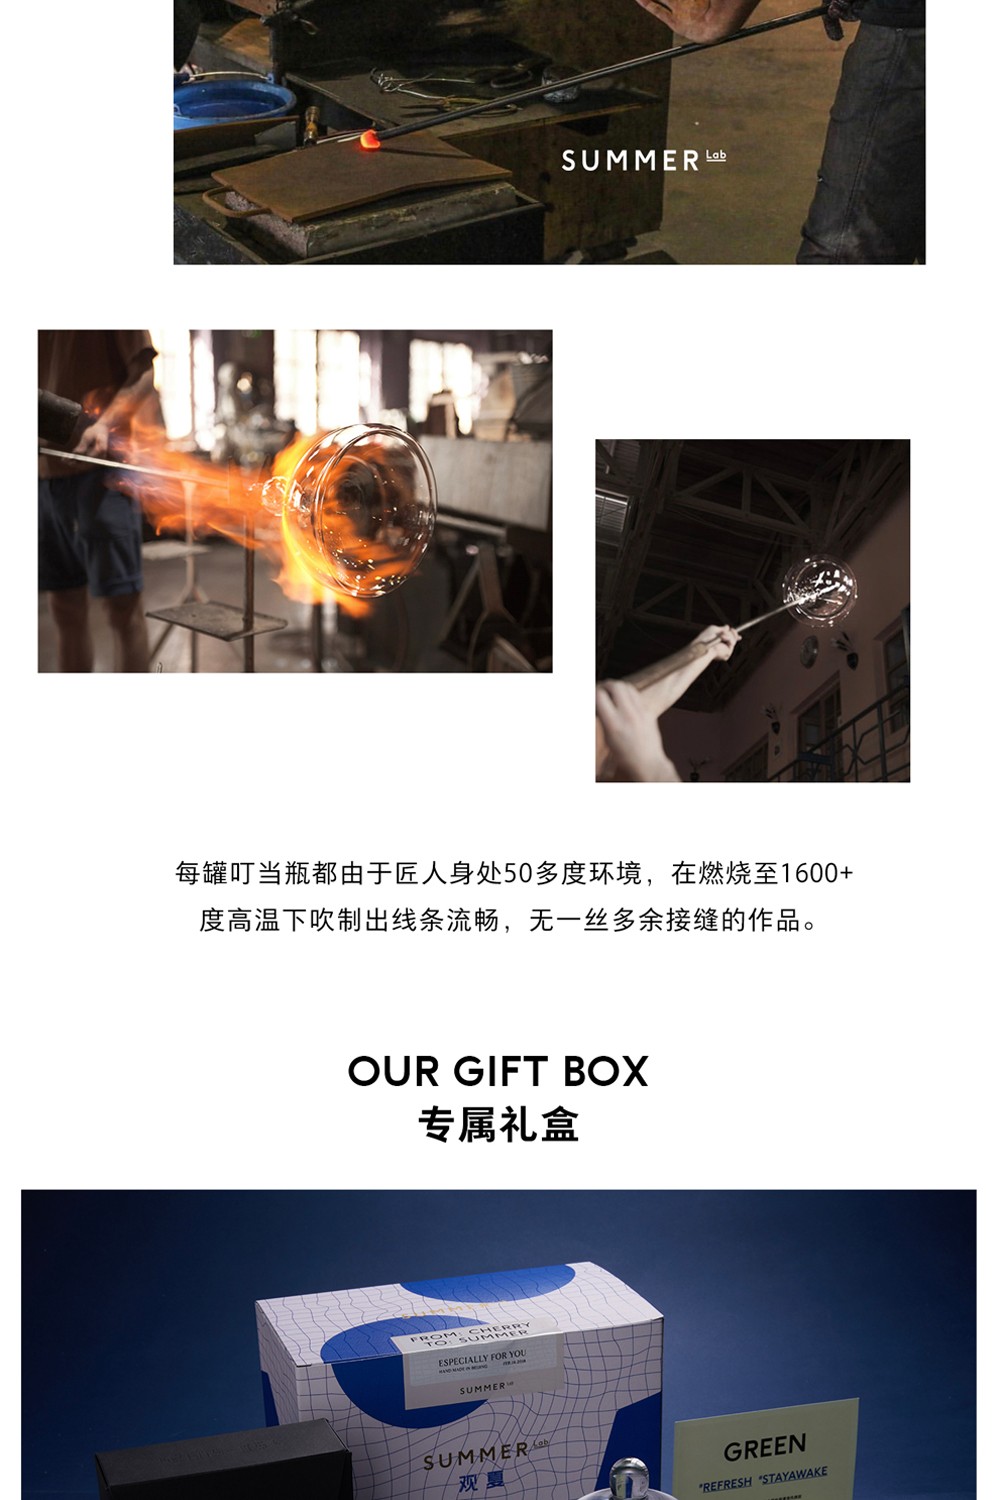 SUMMER Lab
每罐叮当瓶都由于匠人身处50多度环境，在燃烧至1600+
度高温下吹制出线条流畅，无一丝多余接缝的作品。
OUR GIFT BOX
专属礼盒
SUMMER
FROM: CHERRY
TO: SUMMER
ESPECIALLY FOR YOU
HAND MADE IN BEIJING
SUMMER Lab
SUMMER Lab
观夏
GREEN
#REFRESH #STAYAWAKE